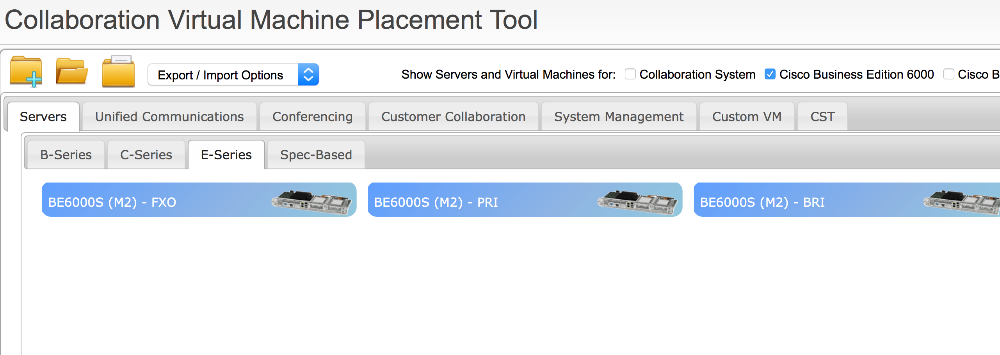 Collaboration Virtual Machine Placement Tool
Export / Import Options Show Servers and Virtual Machines for: Collaboration System Cisco Business Edition 6000 Cisco B
Servers Unified Communications Conferencing Customer Collaboration System Management Custom VM CST
B-Series C-Series E-Series Spec-Based
BE6000S (M2) - FXO BE6000S (M2) - PRI BE6000S (M2) - BRI